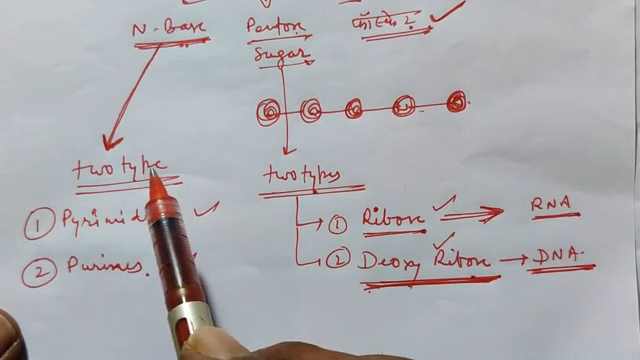 N-Base Pentose
Sugar
two type
two types
① Pyrimid
② Purines.
① Ribose → RNA
② Deoxy Ribose → DNA.